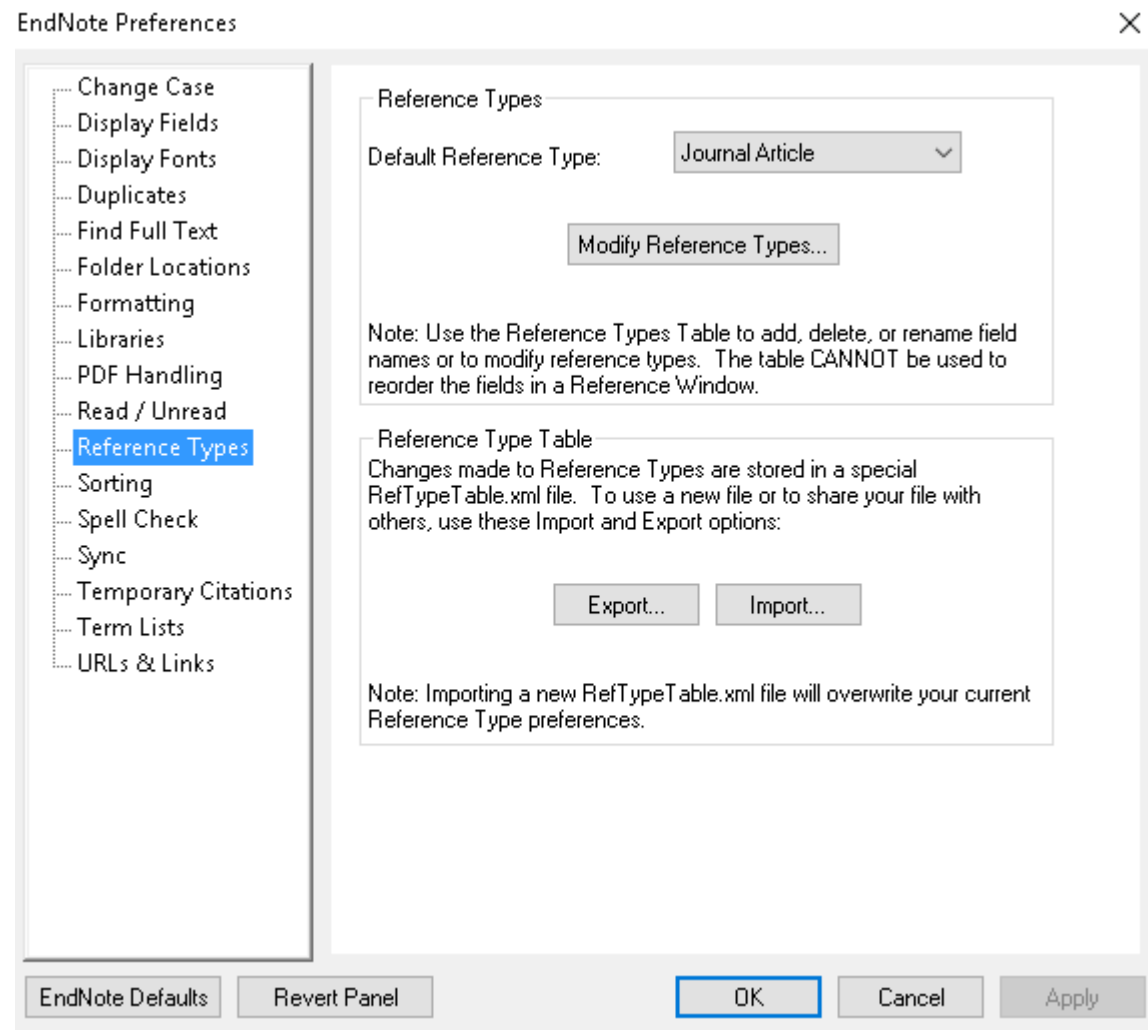 EndNote Preferences
Change Case
Display Fields
Display Fonts
Duplicates
Find Full Text
Folder Locations
Formatting
Libraries
PDF Handling
Read / Unread
Reference Types
Sorting
Spell Check
Sync
Temporary Citations
Term Lists
URLs & Links
Reference Types
Default Reference Type: Journal Article
Modify Reference Types...
Note: Use the Reference Types Table to add, delete, or rename field
names or to modify reference types.  The table CANNOT be used to
reorder the fields in a Reference Window.
Reference Type Table
Changes made to Reference Types are stored in a special
RefTypeTable.xml file.  To use a new file or to share your file with
others, use these Import and Export options:
Export... Import...
Note: Importing a new RefTypeTable.xml file will overwrite your current
Reference Type preferences.
EndNote Defaults Revert Panel OK Cancel Apply